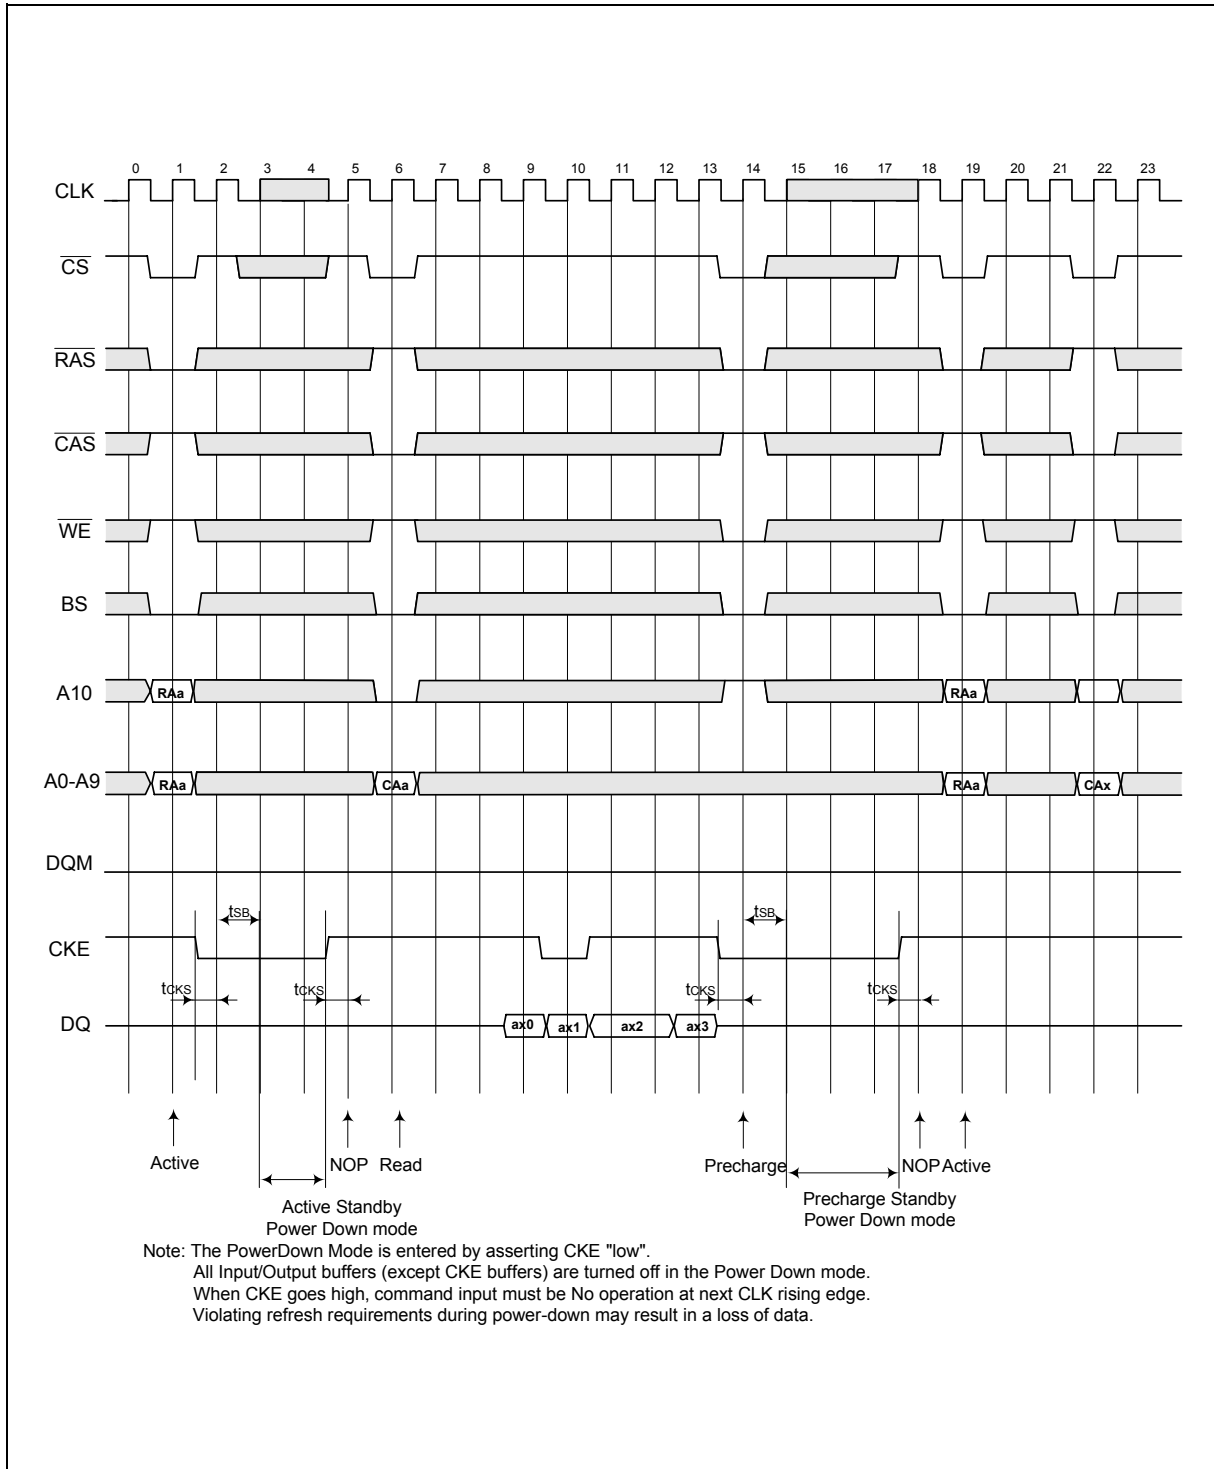 0 1 2 3 4 5 6 7 8 9 10 11 12 13 14 15 16 17 18 19 20 21 22 23
CLK
CS
RAS
CAS
WE
BS
A10 RAa RAa
A0-A9 RAa CAa RAa CAx
DQM
tSB tSB
CKE
tCKS tCKS tCKS tCKS
DQ ax0 ax1 ax2 ax3
Active NOP Read Precharge NOP Active
Active Standby
Power Down mode
Precharge Standby
Power Down mode
Note: The PowerDown Mode is entered by asserting CKE "low".
All Input/Output buffers (except CKE buffers) are turned off in the Power Down mode.
When CKE goes high, command input must be No operation at next CLK rising edge.
Violating refresh requirements during power-down may result in a loss of data.